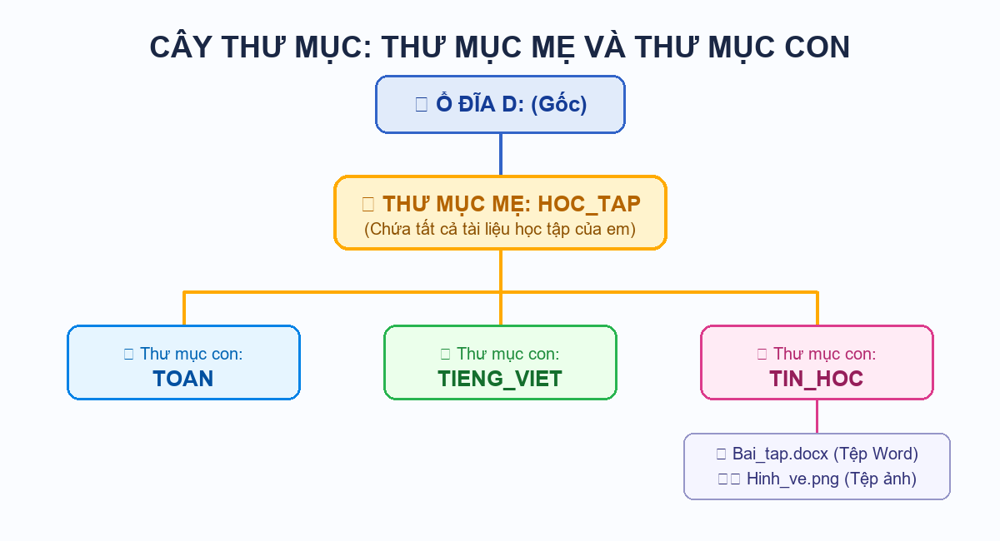 CÂY THƯ MỤC: THƯ MỤC MẸ VÀ THƯ MỤC CON
Ổ ĐĨA D: (Gốc)
THƯ MỤC MẸ: HOC_TAP
(Chứa tất cả tài liệu học tập của em)
Thư mục con:
TOAN
Thư mục con:
TIENG_VIET
Thư mục con:
TIN_HOC
Bai_tap.docx (Tệp Word)
Hinh_ve.png (Tệp ảnh)